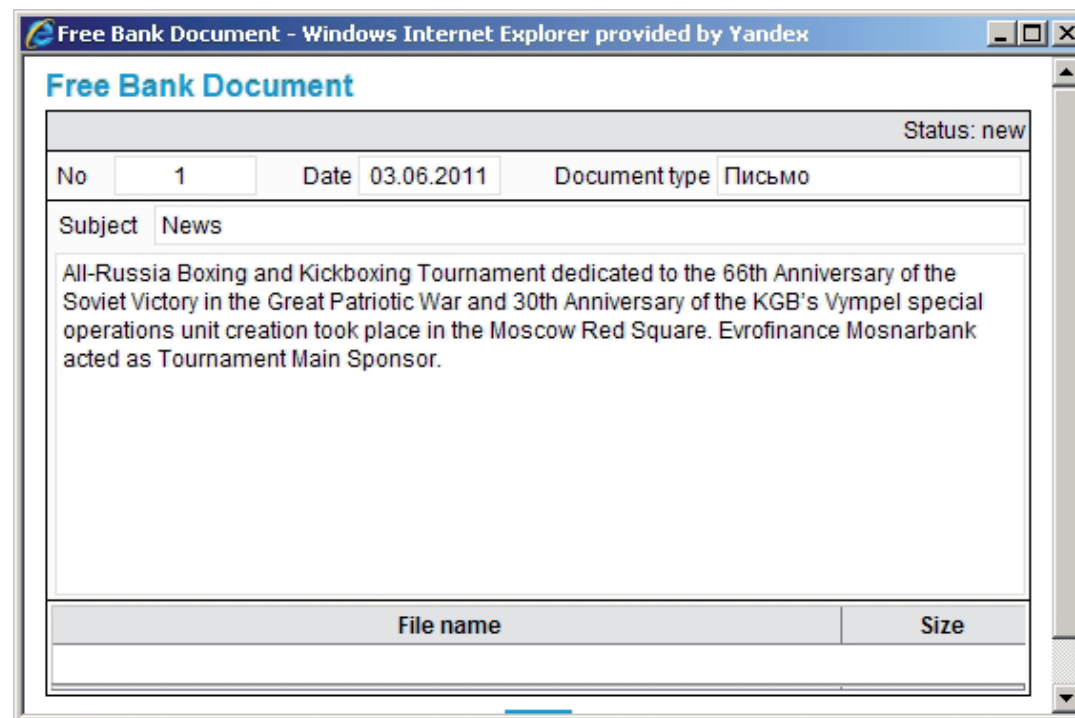 Free Bank Document - Windows Internet Explorer provided by Yandex
Free Bank Document
Status: new
No 1 Date 03.06.2011 Document type Письмо
Subject News
All-Russia Boxing and Kickboxing Tournament dedicated to the 66th Anniversary of the
Soviet Victory in the Great Patriotic War and 30th Anniversary of the KGB's Vympel special
operations unit creation took place in the Moscow Red Square. Evrofinance Mosnarbank
acted as Tournament Main Sponsor.
File name Size